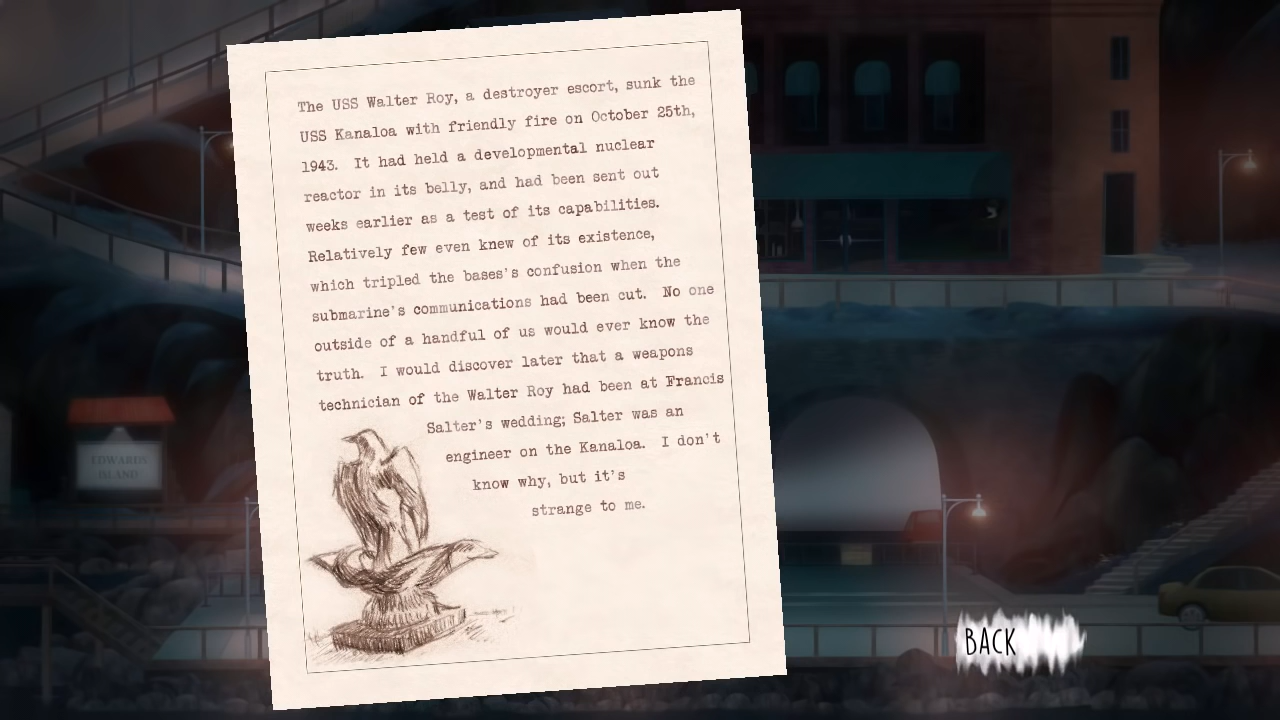 The USS Walter Roy, a destroyer escort, sunk the
USS Kanaloa with friendly fire on October 25th,
1943.  It had held a developmental nuclear
reactor in its belly, and had been sent out
weeks earlier as a test of its capabilities.
Relatively few even knew of its existence,
which tripled the bases's confusion when the
submarine's communications had been cut.  No one
outside of a handful of us would ever know the
truth.  I would discover later that a weapons
technician of the Walter Roy had been at Francis
Salter's wedding; Salter was an
engineer on the Kanaloa.  I don't
know why, but it's
strange to me.
EDWARDS
ISLAND
BACK